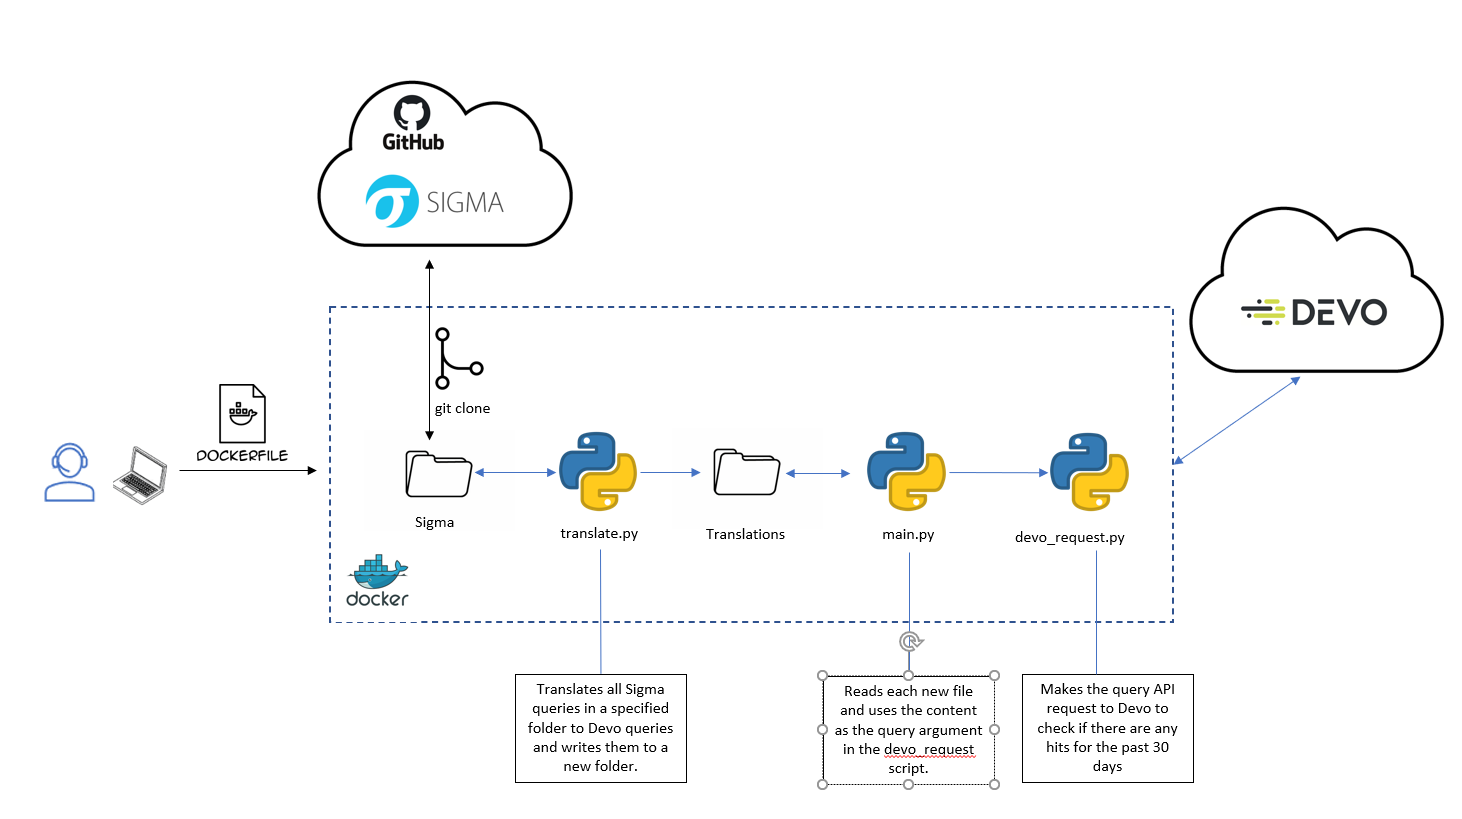 GitHub
SIGMA
DEVO
git clone
DOCKERFILE
Sigma
translate.py
Translations
main.py
devo_request.py
docker
Translates all Sigma
queries in a specified
folder to Devo queries
and writes them to a
new folder.
Reads each new file
and uses the content
as the query argument
in the devo_request
script.
Makes the query API
request to Devo to
check if there are any
hits for the past 30
days